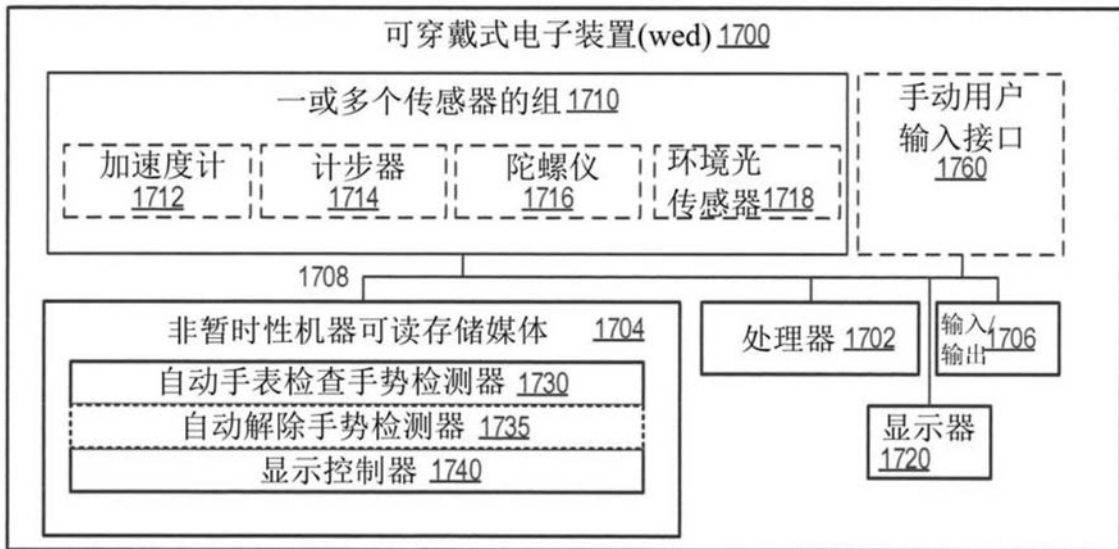 可穿戴式电子装置(wed) 1700
一或多个传感器的组 1710
加速度计
1712
计步器
1714
陀螺仪
1716
环境光
传感器 1718
手动用户
输入接口
1760
1708
非暂时性机器可读存储媒体 1704
自动手表检查手势检测器 1730
自动解除手势检测器 1735
显示控制器 1740
处理器 1702
输入/
输出 1706
显示器
1720